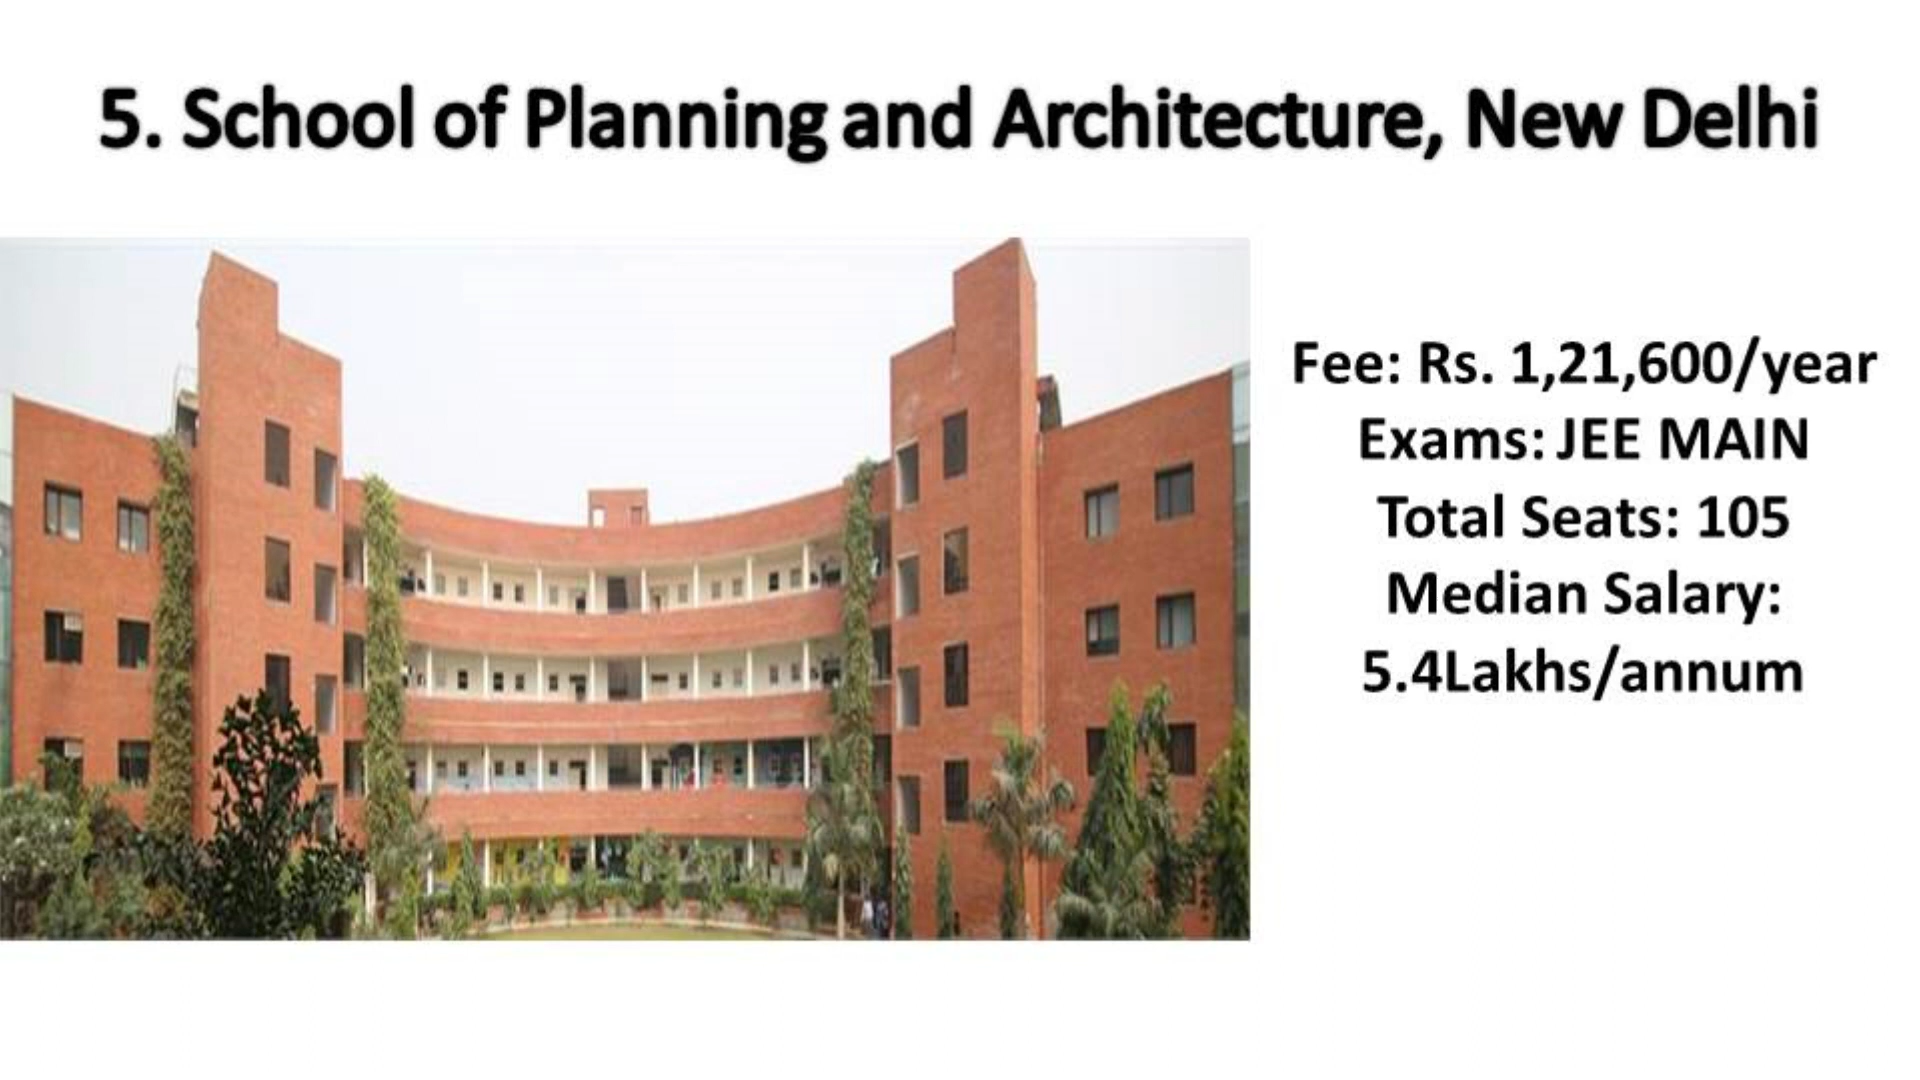 5. School of Planning and Architecture, New Delhi
Fee: Rs. 1,21,600/year
Exams: JEE MAIN
Total Seats: 105
Median Salary:
5.4Lakhs/annum